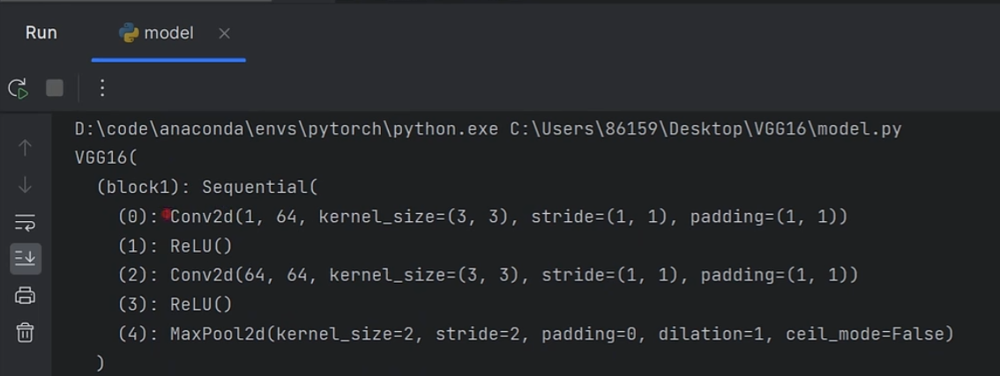 Run model
D:\code\anaconda\envs\pytorch\python.exe C:\Users\86159\Desktop\VGG16\model.py
VGG16(
  (block1): Sequential(
    (0): Conv2d(1, 64, kernel_size=(3, 3), stride=(1, 1), padding=(1, 1))
    (1): ReLU()
    (2): Conv2d(64, 64, kernel_size=(3, 3), stride=(1, 1), padding=(1, 1))
    (3): ReLU()
    (4): MaxPool2d(kernel_size=2, stride=2, padding=0, dilation=1, ceil_mode=False)
  )